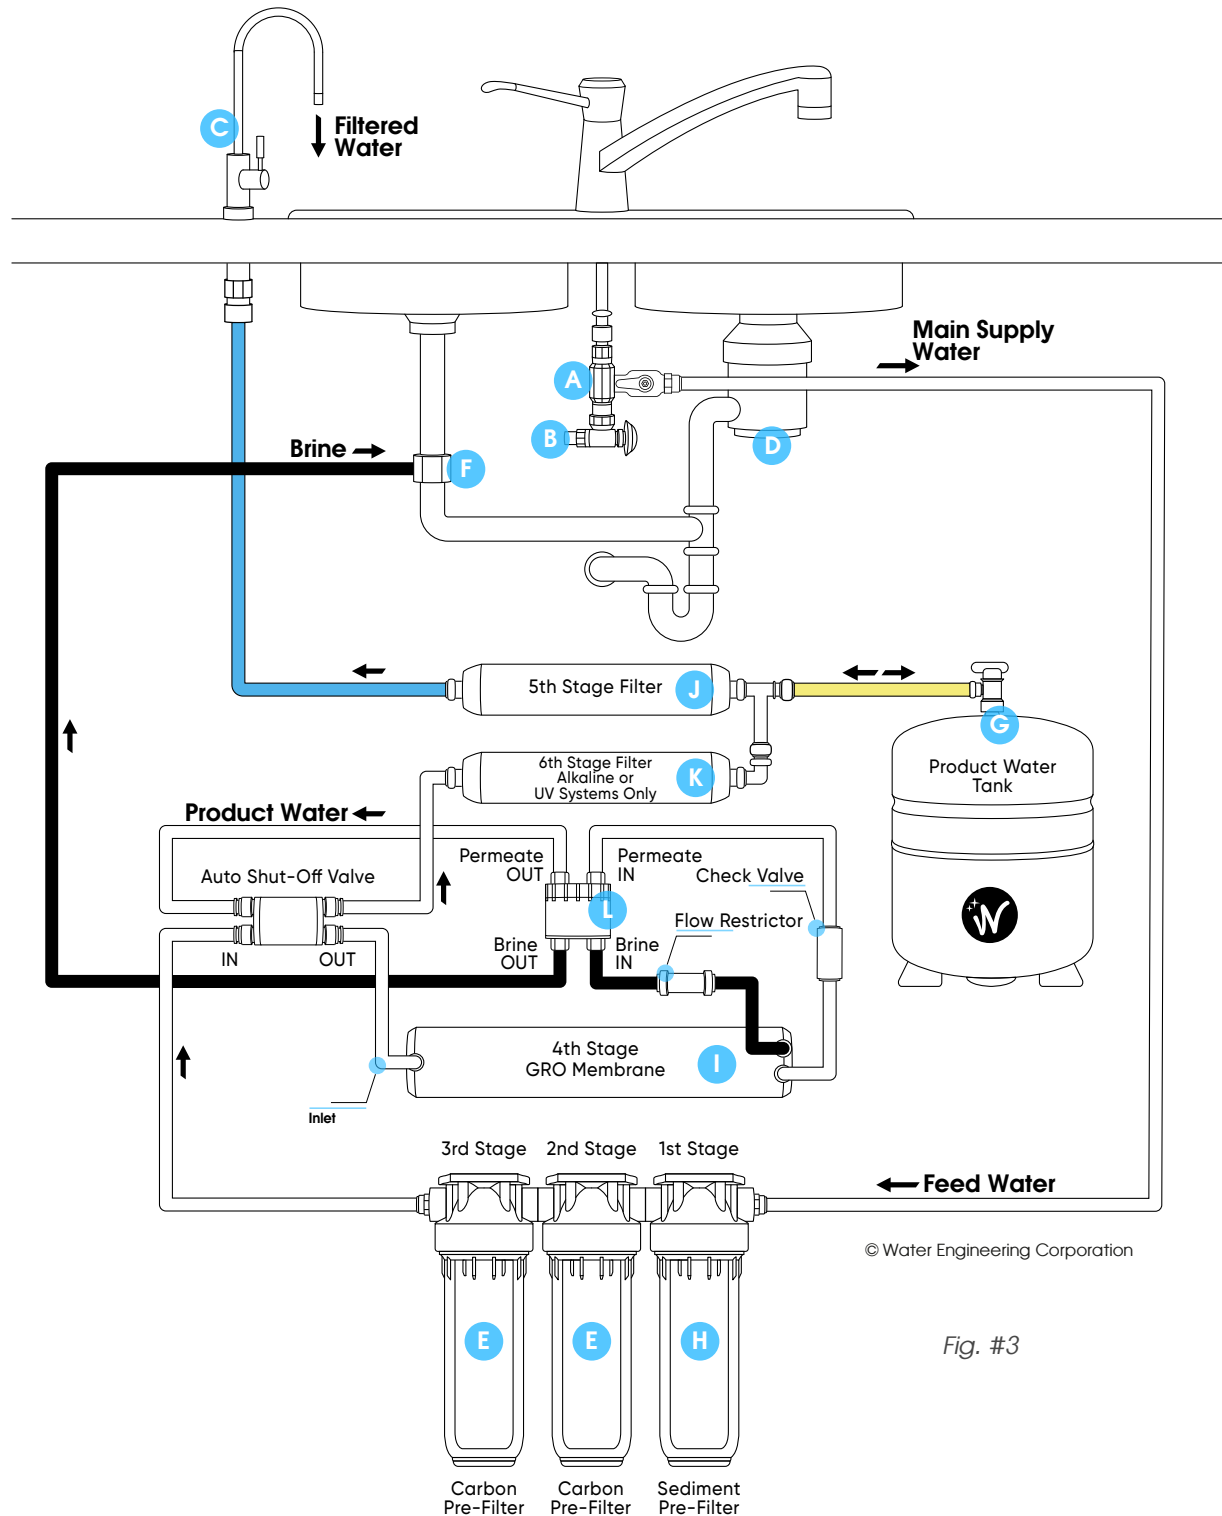 C
Filtered
Water
Main Supply
Water
A
B
D
Brine
F
5th Stage Filter
J
G
6th Stage Filter
Alkaline or
UV Systems Only
K
Product Water
Tank
Product Water
Permeate
OUT
Permeate
IN
Auto Shut-Off Valve
Check Valve
L
Flow Restrictor
W
Brine
OUT
Brine
IN
IN
OUT
4th Stage
GRO Membrane
I
Inlet
3rd Stage
2nd Stage
1st Stage
Feed Water
© Water Engineering Corporation
E
E
H
Fig. #3
Carbon
Pre-Filter
Carbon
Pre-Filter
Sediment
Pre-Filter